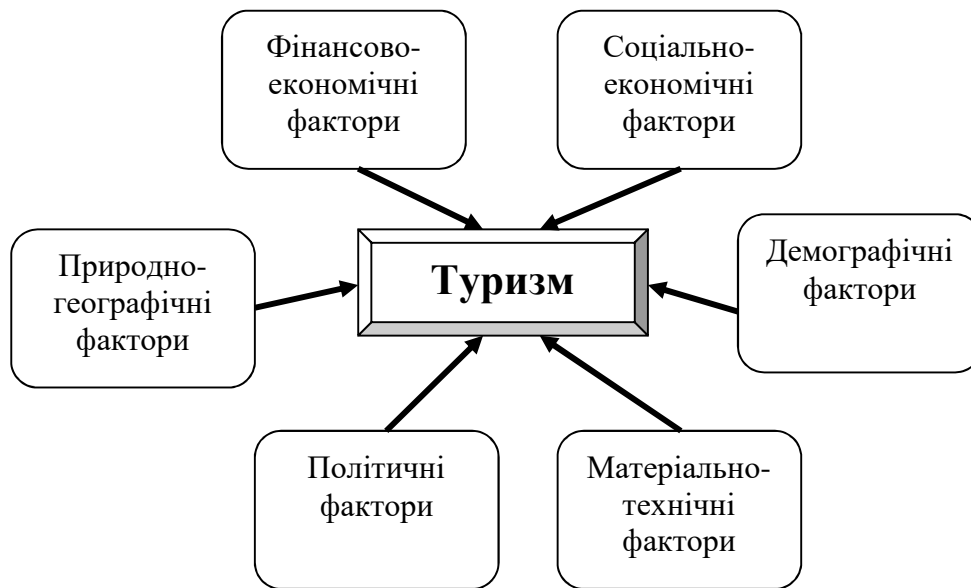 Фінансово-
економічні
фактори
Соціально-
економічні
фактори
Природно-
географічні
фактори
Туризм
Демографічні
фактори
Політичні
фактори
Матеріально-
технічні
фактори